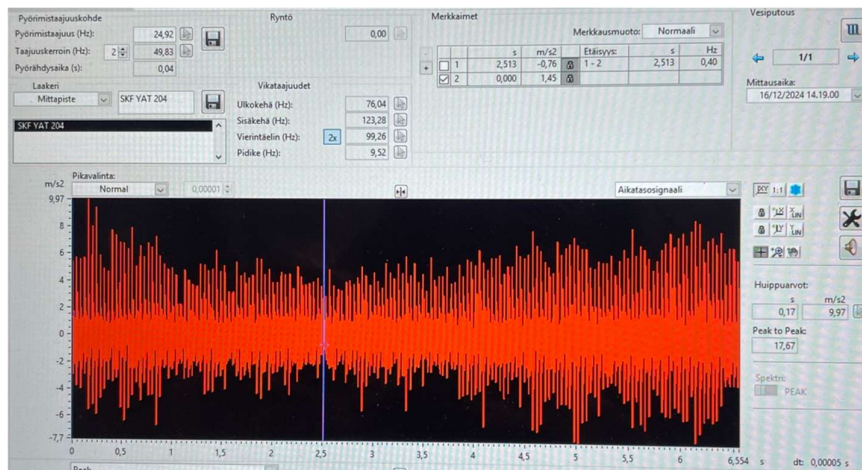 Pyörimistaajuuskohde
Pyörimistaajuus (Hz): 24,92
Taajuuskerroin (Hz): 2 49,83
Pyörähdysaika (s): 0,04
Ryntö
0,00
Merkkaimet
Merkkausmuoto: Normaali
s m/s2 Etäisyys: s Hz
1 2,513 -0,76 1 - 2 2,513 0,40
2 0,000 1,45
Vesiputous
1/1
Mittausaika:
16/12/2024 14.19.00
Laakeri
Mittapiste SKF YAT 204
SKF YAT 204
Vikataajuudet
Ulkokehä (Hz): 76,04
Sisäkehä (Hz): 123,28
Vierintäelin (Hz): 2x 99,26
Pidike (Hz): 9,52
Pikavalinta:
m/s2 Normal 0,00001 Aikatasosignaali
1:1
9,97
8
6
4
2
0
-2
-4
-6
-7,7
0 0,5 1 1,5 2 2,5 3 3,5 4 4,5 5 5,5 6 6,554 s dt: 0,00005 s
Huippuarvot:
s m/s2
0,17 9,97
Peak to Peak:
17,67
Spektri:
PEAK